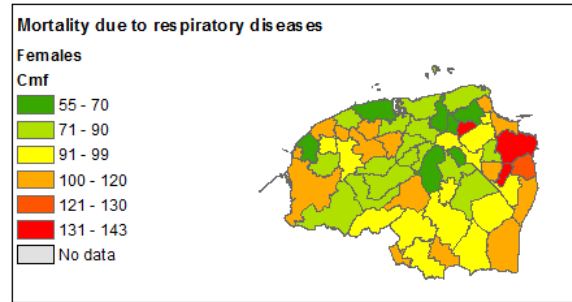 Mortality due to respiratory diseases
Females
Cmf
55 - 70
71 - 90
91 - 99
100 - 120
121 - 130
131 - 143
No data